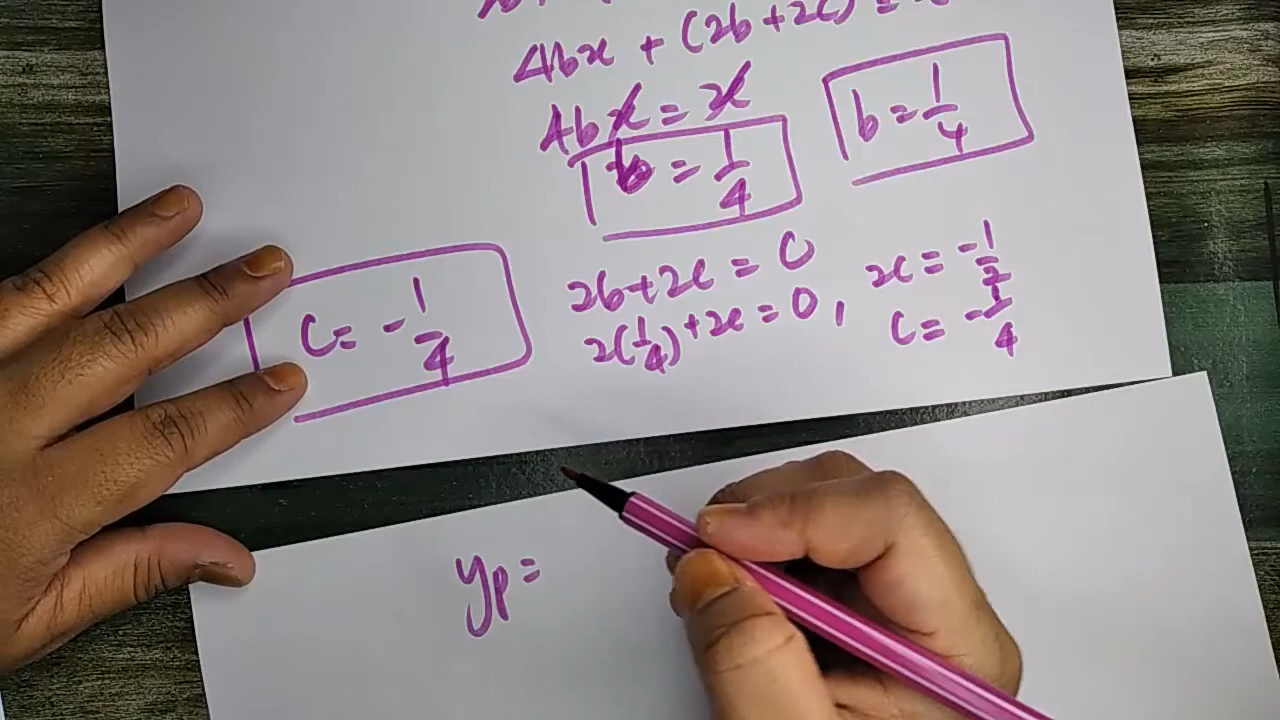 4bx + (2b+2c) =
4bx = x
b = 1/4
b = 1/4
2b+2c = 0
2(1/4)+2c = 0,
2c = -1/2
c = -1/4
c = -1/4
yp =